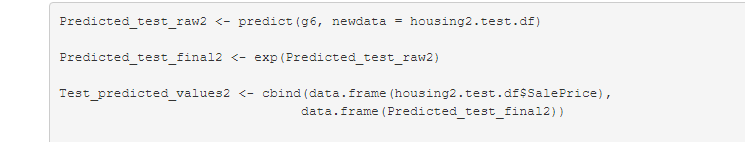 Predicted_test_raw2 <- predict(g6, newdata = housing2.test.df)
Predicted_test_final2 <- exp(Predicted_test_raw2)
Test_predicted_values2 <- cbind(data.frame(housing2.test.df$SalePrice),
data.frame(Predicted_test_final2))